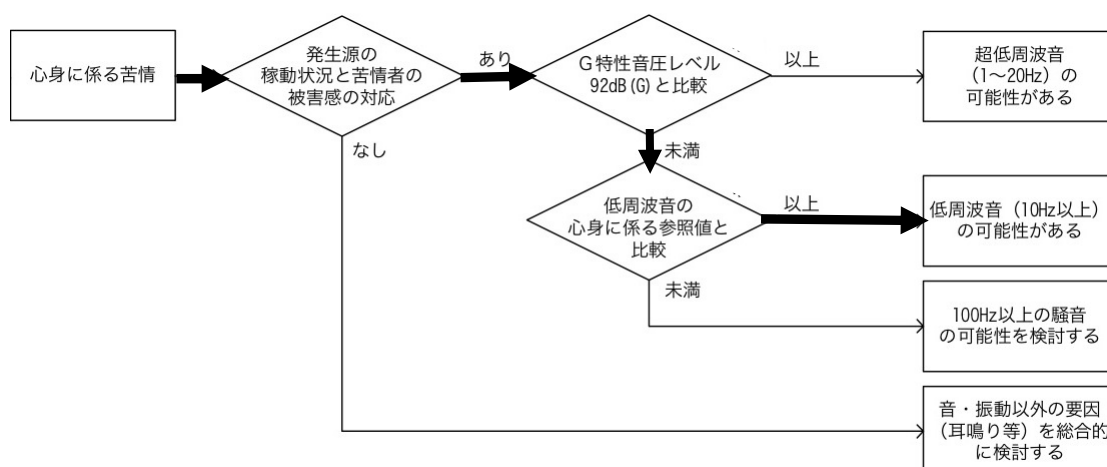 心身に係る苦情
発生源の
稼動状況と苦情者の
被害感の対応
あり
なし
G特性音圧レベル
92dB(G)と比較
以上
未満
超低周波音
(1~20Hz)の
可能性がある
低周波音の
心身に係る参照値と
比較
以上
未満
低周波音(10Hz以上)
の可能性がある
100Hz以上の騒音
の可能性を検討する
音・振動以外の要因
(耳鳴り等)を総合的
に検討する